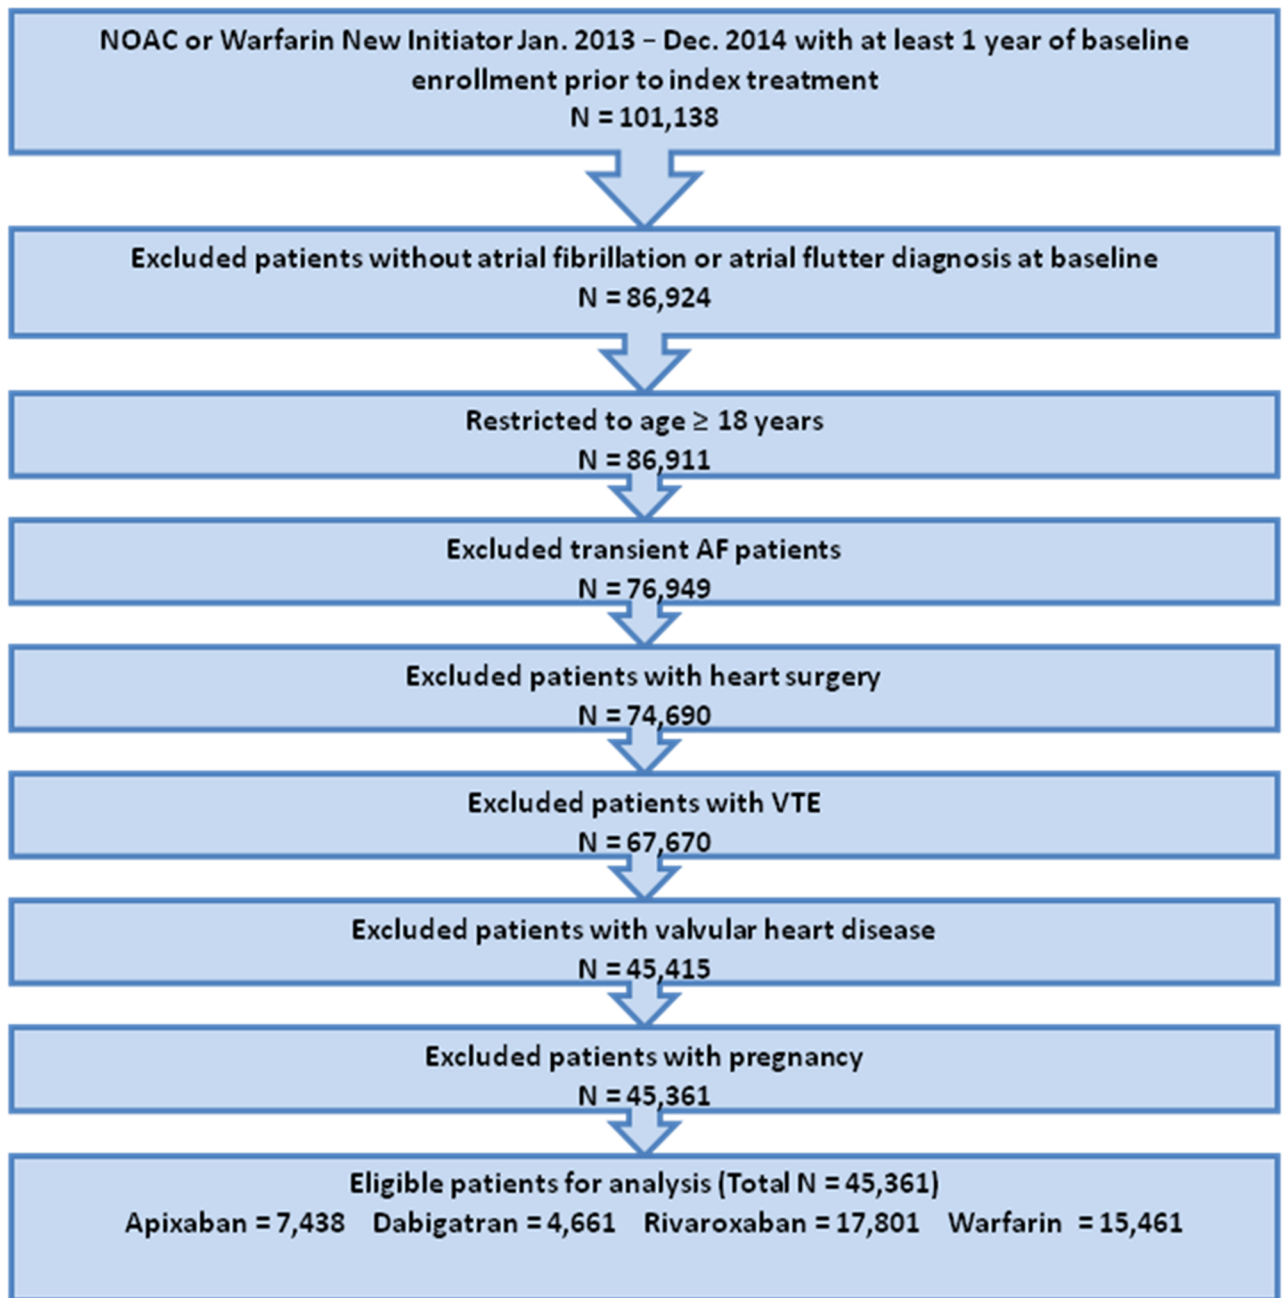 NOAC or Warfarin New Initiator Jan. 2013 – Dec. 2014 with at least 1 year of baseline
enrollment prior to index treatment
N = 101,138
Excluded patients without atrial fibrillation or atrial flutter diagnosis at baseline
N = 86,924
Restricted to age ≥ 18 years
N = 86,911
Excluded transient AF patients
N = 76,949
Excluded patients with heart surgery
N = 74,690
Excluded patients with VTE
N = 67,670
Excluded patients with valvular heart disease
N = 45,415
Excluded patients with pregnancy
N = 45,361
Eligible patients for analysis (Total N = 45,361)
Apixaban = 7,438 Dabigatran = 4,661 Rivaroxaban = 17,801 Warfarin = 15,461